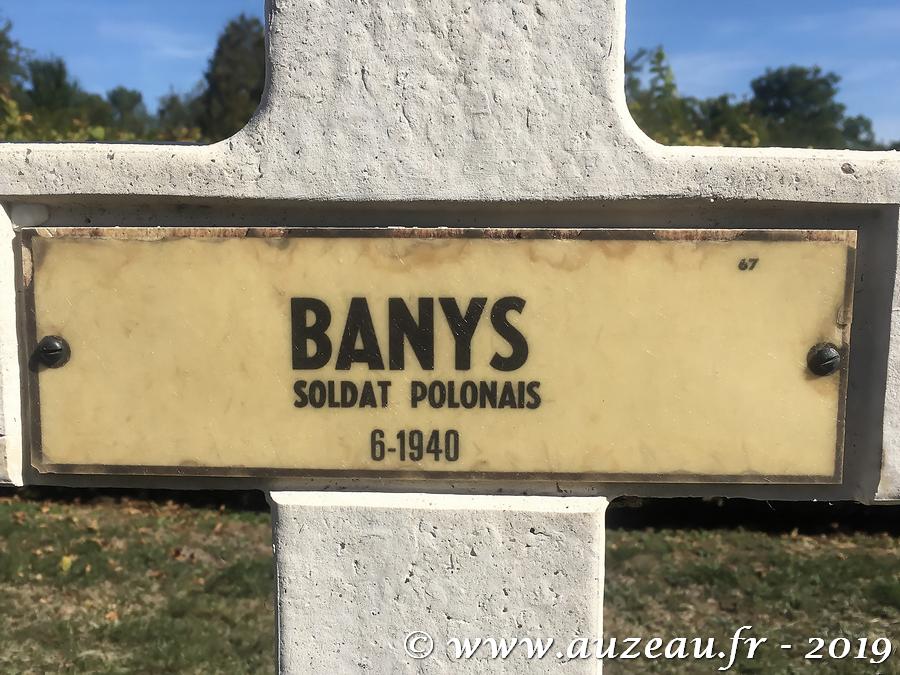 67
BANYS
SOLDAT POLONAIS
6-1940
© www.auzeau.fr - 2019